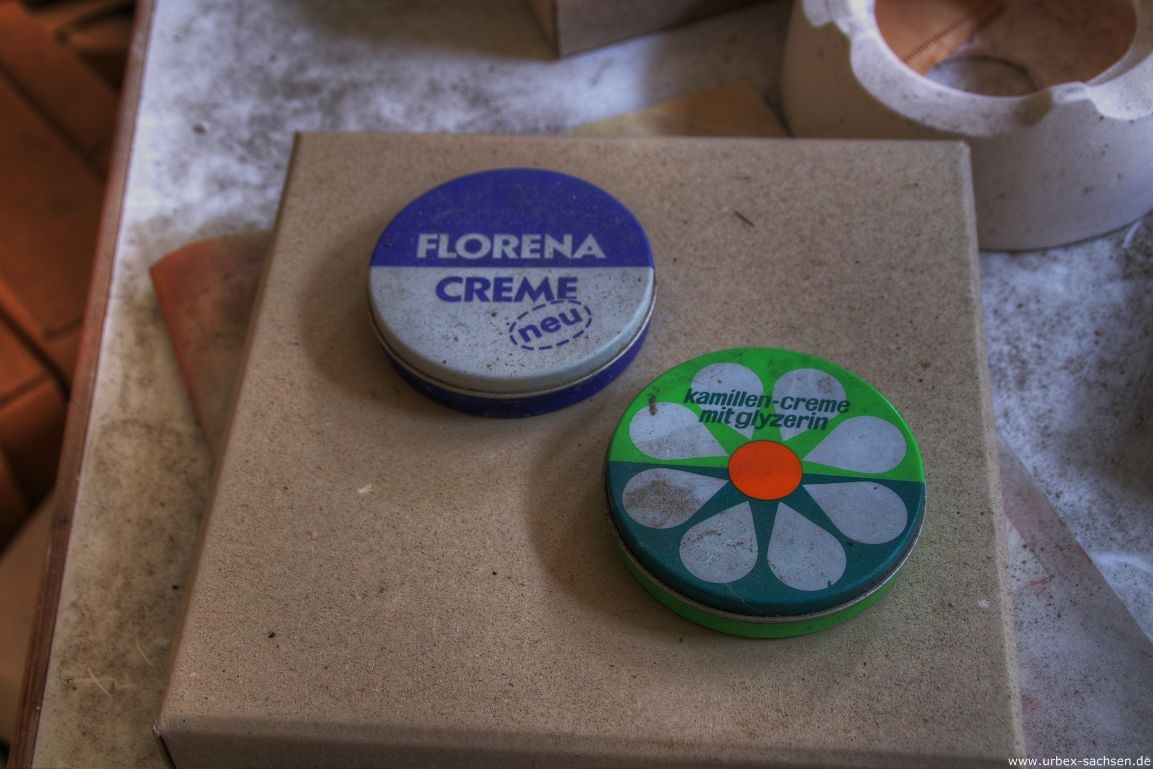 FLORENA
CREME
neu
kamillen-creme
mit glyzerin
www.urbex-sachsen.de